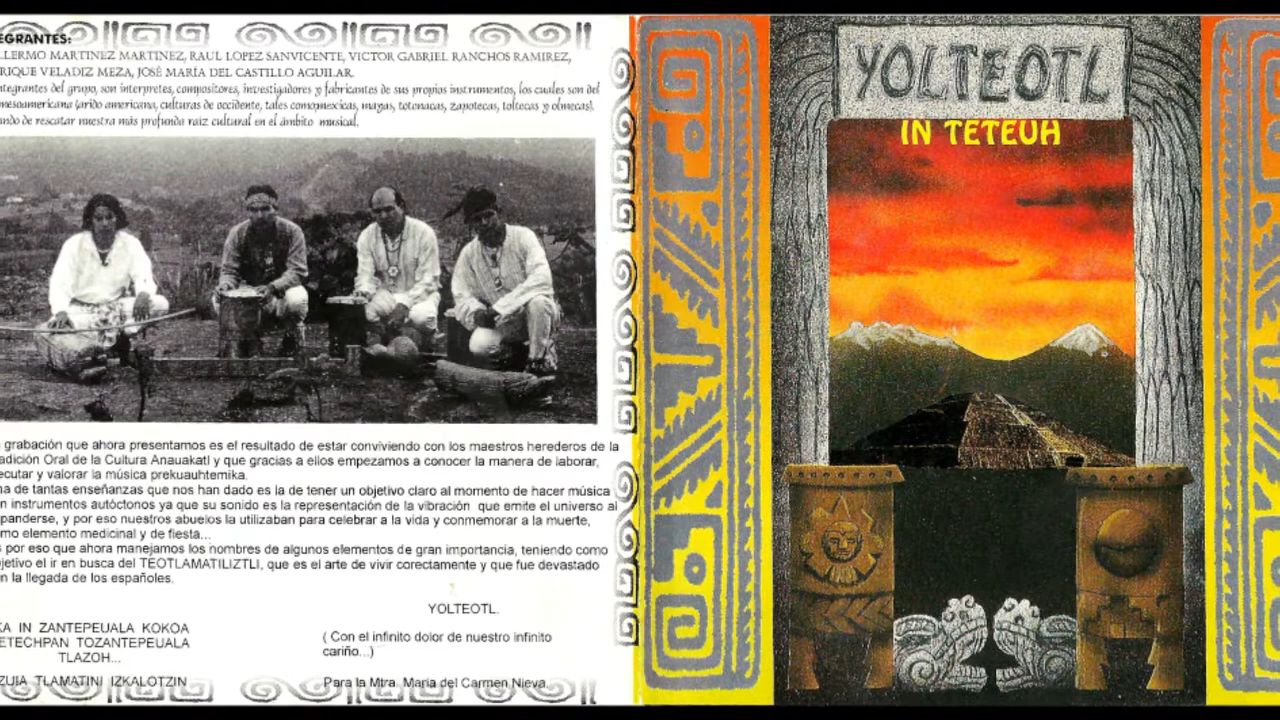 EGRANTES:
LLERMO MARTINEZ MARTINEZ, RAUL LOPEZ SANVICENTE, VICTOR GABRIEL RANCHOS RAMIREZ,
RIQUE VELADIZ MEZA, JOSÉ MARÍA DEL CASTILLO AGUILAR.
ntegrantes del grupo, son interpretes, compositores, investigadores y fabricantes de sus propios instrumentos, los cuales son del
mesoamericana (arido americana, culturas de occidente, tales comomexicas, mayas, totonacas, zapotecas, toltecas y olmecas).
ando de rescatar nuestra más profunda raiz cultural en el ámbito musical.
grabación que ahora presentamos es el resultado de estar conviviendo con los maestros herederos de la
adición Oral de la Cultura Anauakatl y que gracias a ellos empezamos a conocer la manera de laborar,
ecutar y valorar la música prekuauhtemika.
na de tantas enseñanzas que nos han dado es la de tener un objetivo claro al momento de hacer música
n instrumentos autóctonos ya que su sonido es la representación de la vibración que emite el universo al
panderse, y por eso nuestros abuelos la utilizaban para celebrar a la vida y conmemorar a la muerte,
mo elemento medicinal y de fiesta...
s por eso que ahora manejamos los nombres de algunos elementos de gran importancia, teniendo como
jetivo el ir en busca del TEOTLAMATILIZTLI, que es el arte de vivir corectamente y que fue devastado
n la llegada de los españoles.
YOLTEOTL.
KA IN ZANTEPEUALA KOKOA
ETECHPAN TOZANTEPEUALA
TLAZOH...
( Con el infinito dolor de nuestro infinito
cariño...)
ZUIA TLAMATINI IZKALOTZIN
Para la Mtra. Maria del Carmen Nieva.
YOLTEOTL
IN TETEUH